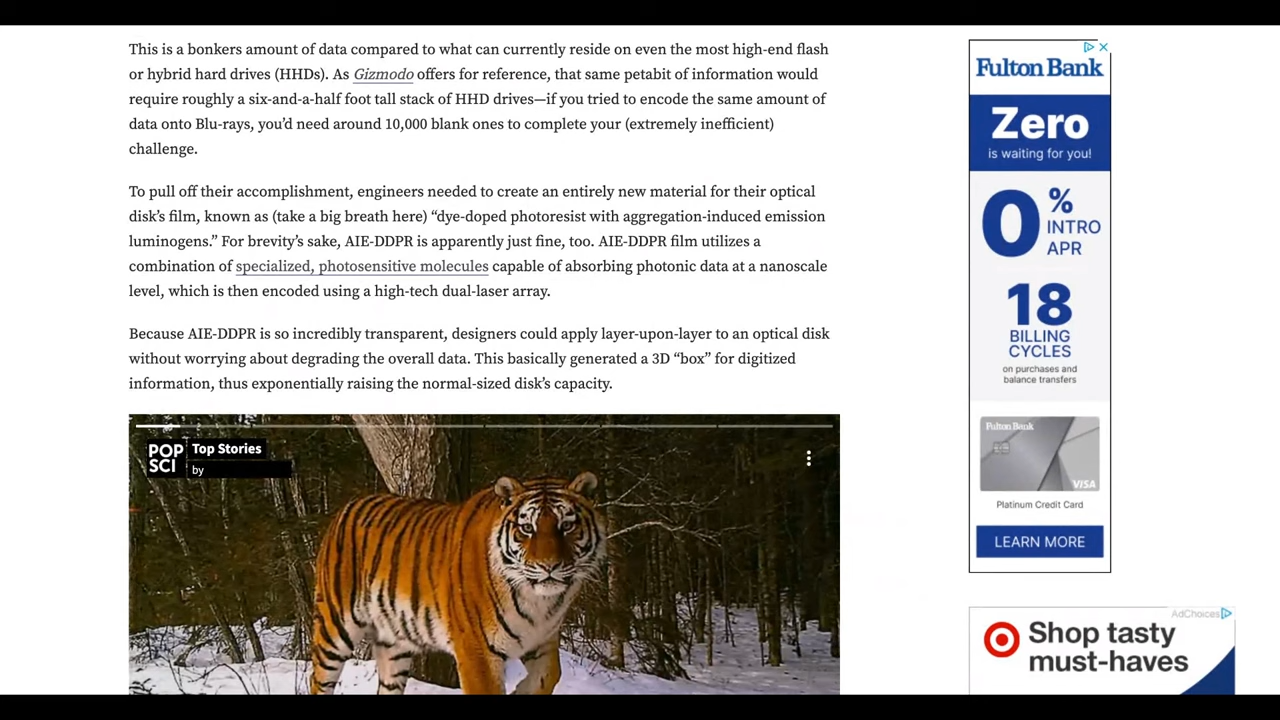 This is a bonkers amount of data compared to what can currently reside on even the most high-end flash
or hybrid hard drives (HHDs). As Gizmodo offers for reference, that same petabit of information would
require roughly a six-and-a-half foot tall stack of HHD drives—if you tried to encode the same amount of
data onto Blu-rays, you’d need around 10,000 blank ones to complete your (extremely inefficient)
challenge.
To pull off their accomplishment, engineers needed to create an entirely new material for their optical
disk’s film, known as (take a big breath here) “dye-doped photoresist with aggregation-induced emission
luminogens.” For brevity’s sake, AIE-DDPR is apparently just fine, too. AIE-DDPR film utilizes a
combination of specialized, photosensitive molecules capable of absorbing photonic data at a nanoscale
level, which is then encoded using a high-tech dual-laser array.
Because AIE-DDPR is so incredibly transparent, designers could apply layer-upon-layer to an optical disk
without worrying about degrading the overall data. This basically generated a 3D “box” for digitized
information, thus exponentially raising the normal-sized disk’s capacity.
POP
SCI
Top Stories
by
Fulton Bank
Zero
is waiting for you!
0%
INTRO
APR
18
BILLING
CYCLES
on purchases and
balance transfers
Fulton Bank
VISA
Platinum Credit Card
LEARN MORE
AdChoices
Shop tasty
must-haves